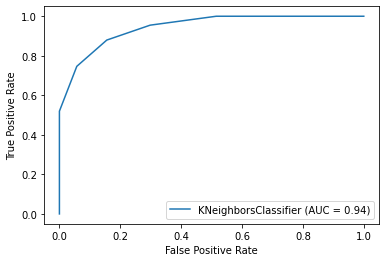 1.0
0.8
0.6
0.4
0.2
0.0
True Positive Rate
KNeighborsClassifier (AUC = 0.94)
0.0 0.2 0.4 0.6 0.8 1.0
False Positive Rate